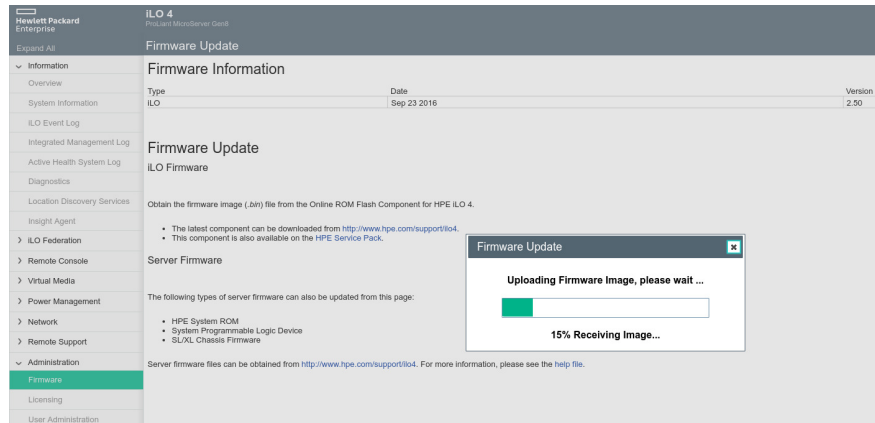 Hewlett Packard
Enterprise
iLO 4
ProLiant MicroServer Gen8
Expand All
Firmware Update
Information
Overview
System Information
iLO Event Log
Integrated Management Log
Active Health System Log
Diagnostics
Location Discovery Services
Insight Agent
iLO Federation
Remote Console
Virtual Media
Power Management
Network
Remote Support
Administration
Firmware
Licensing
User Administration
Firmware Information
Type Date Version
iLO Sep 23 2016 2.50
Firmware Update
iLO Firmware
Obtain the firmware image (.bin) file from the Online ROM Flash Component for HPE iLO 4.
• The latest component can be downloaded from http://www.hpe.com/support/ilo4.
• This component is also available on the HPE Service Pack.
Server Firmware
The following types of server firmware can also be updated from this page:
• HPE System ROM
• System Programmable Logic Device
• SL/XL Chassis Firmware
Server firmware files can be obtained from http://www.hpe.com/support/ilo4. For more information, please see the help file.
Firmware Update
Uploading Firmware Image, please wait ...
15% Receiving Image...